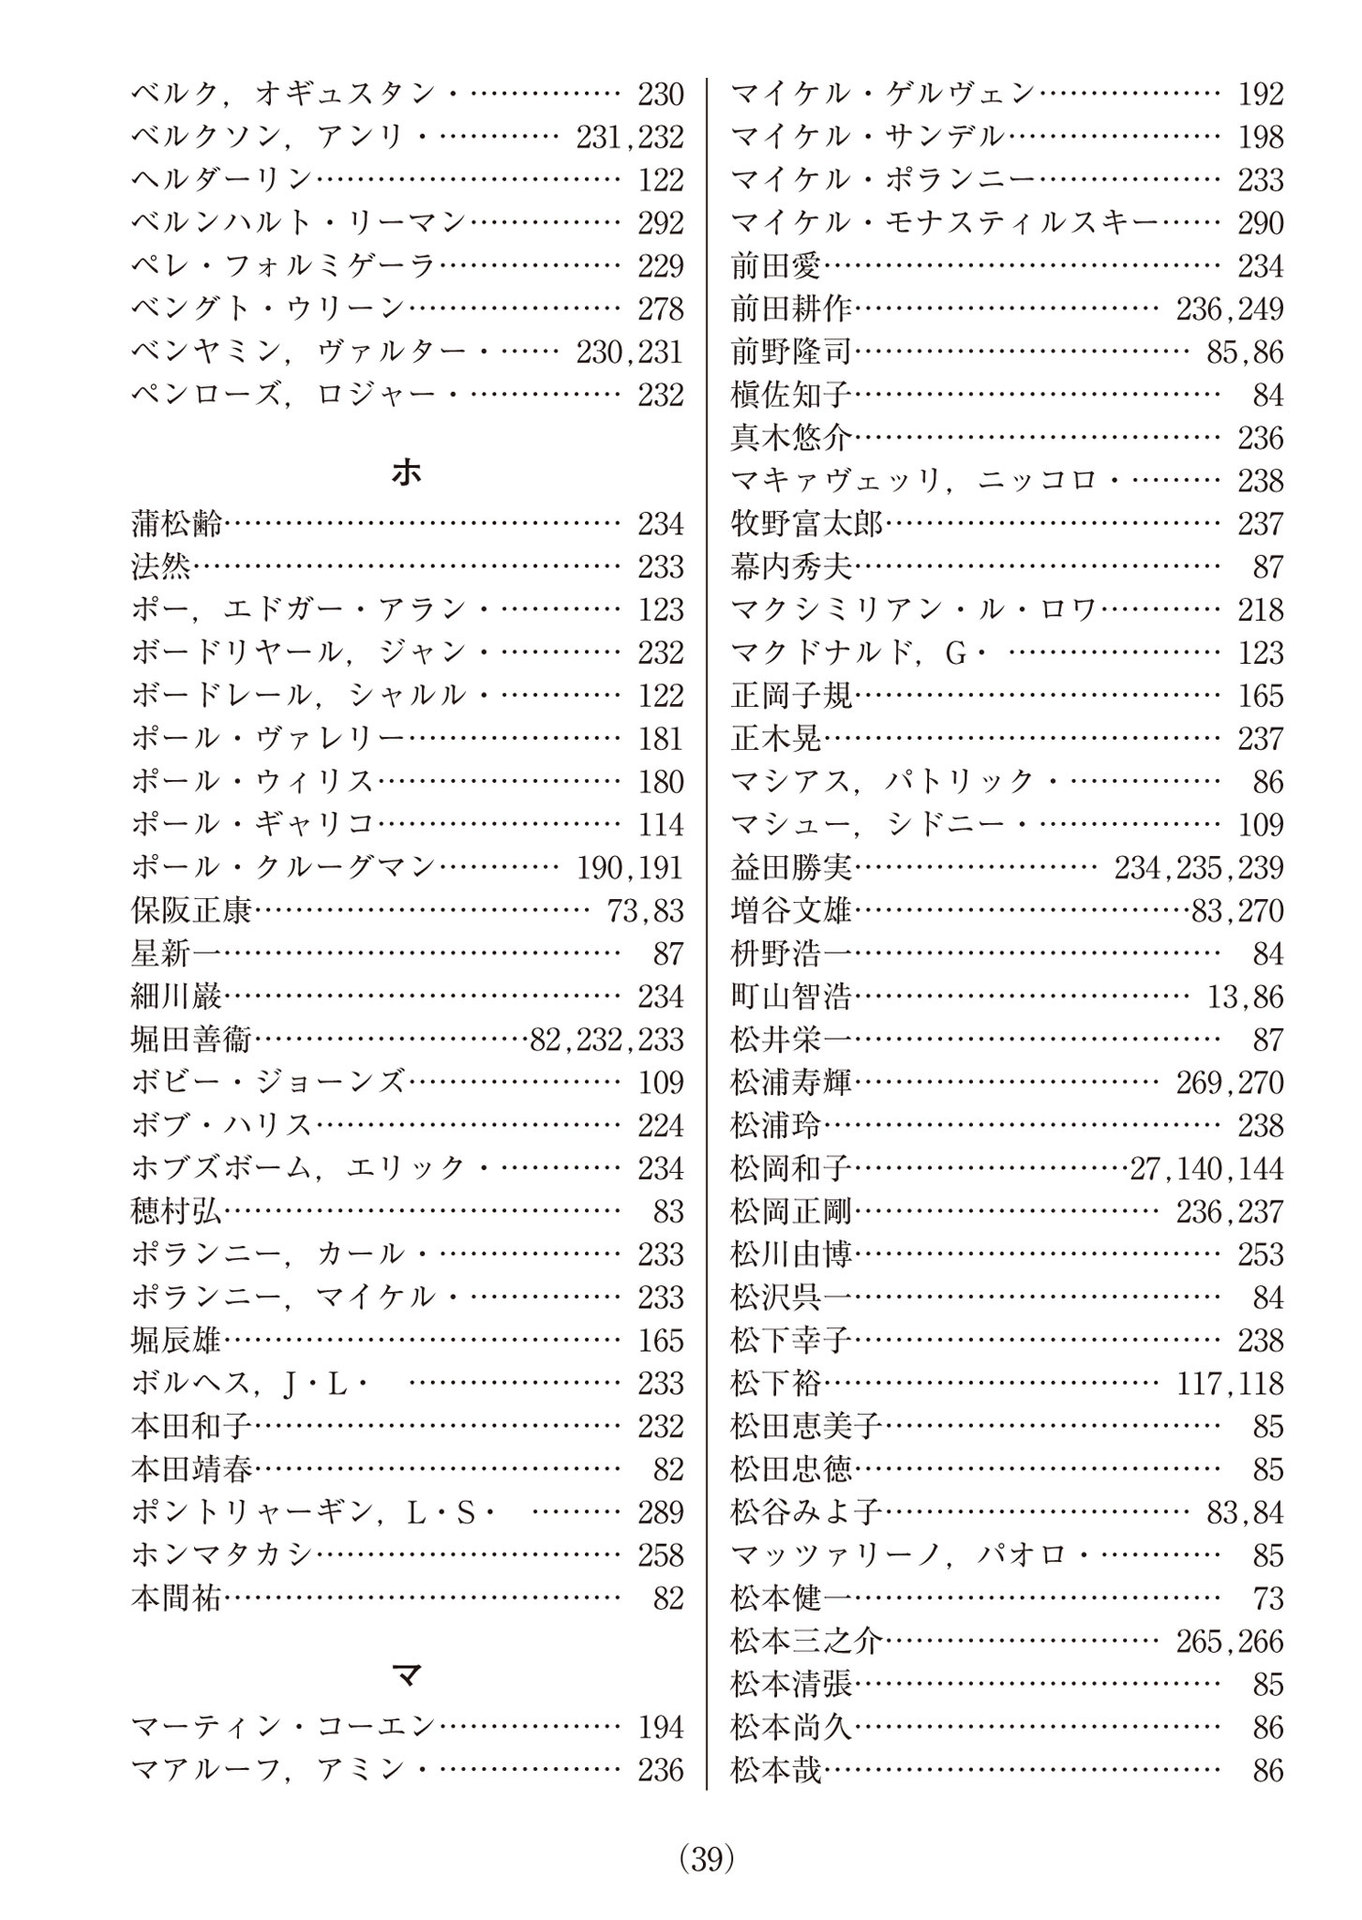 ベルク，オギュスタン・…………… 230
ベルクソン，アンリ・………… 231,232
ヘルダーリン………………………… 122
ベルンハルト・リーマン…………… 292
ペレ・フォルミゲーラ……………… 229
ベングト・ウリーン………………… 278
ベンヤミン，ヴァルター・…… 230,231
ペンローズ，ロジャー・…………… 232
ホ
蒲松齢………………………………… 234
法然…………………………………… 233
ポー，エドガー・アラン・………… 123
ボードリヤール，ジャン・………… 232
ボードレール，シャルル・………… 122
ポール・ヴァレリー………………… 181
ポール・ウィリス…………………… 180
ポール・ギャリコ…………………… 114
ポール・クルーグマン………… 190,191
保阪正康…………………………… 73,83
星新一………………………………… 87
細川巌………………………………… 234
堀田善衞………………………82,232,233
ボビー・ジョーンズ………………… 109
ボブ・ハリス………………………… 224
ホブズボーム，エリック・………… 234
穂村弘………………………………… 83
ポランニー，カール・……………… 233
ポランニー，マイケル・…………… 233
堀辰雄………………………………… 165
ボルヘス，J・L・ ………………… 233
本田和子……………………………… 232
本田靖春……………………………… 82
ポントリャーギン，L・S・ ……… 289
ホンマタカシ………………………… 258
本間祐………………………………… 82
マ
マーティン・コーエン……………… 194
マアルーフ，アミン・……………… 236
マイケル・ゲルヴェン……………… 192
マイケル・サンデル………………… 198
マイケル・ポランニー……………… 233
マイケル・モナスティルスキー…… 290
前田愛………………………………… 234
前田耕作………………………… 236,249
前野隆司…………………………… 85,86
槇佐知子……………………………… 84
真木悠介……………………………… 236
マキァヴェッリ，ニッコロ・……… 238
牧野富太郎…………………………… 237
幕内秀夫……………………………… 87
マクシミリアン・ル・ロワ………… 218
マクドナルド，G・ ………………… 123
正岡子規……………………………… 165
正木晃………………………………… 237
マシアス，パトリック・…………… 86
マシュー，シドニー・……………… 109
益田勝実…………………… 234,235,239
増谷文雄……………………………83,270
枡野浩一……………………………… 84
町山智浩…………………………… 13,86
松井栄一……………………………… 87
松浦寿輝………………………… 269,270
松浦玲………………………………… 238
松岡和子………………………27,140,144
松岡正剛………………………… 236,237
松川由博……………………………… 253
松沢呉一……………………………… 84
松下幸子……………………………… 238
松下裕…………………………… 117,118
松田恵美子…………………………… 85
松田忠徳……………………………… 85
松谷みよ子………………………… 83,84
マッツァリーノ，パオロ・………… 85
松本健一……………………………… 73
松本三之介……………………… 265,266
松本清張……………………………… 85
松本尚久……………………………… 86
松本哉………………………………… 86
（39）